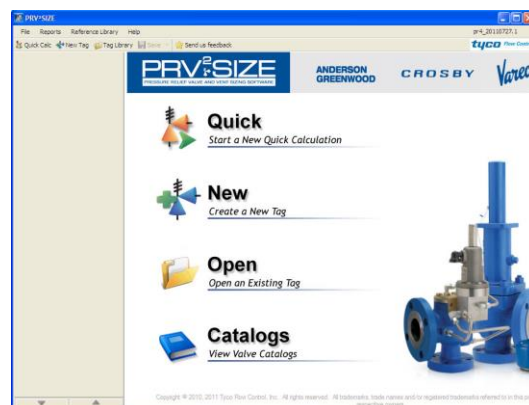 PRV²SIZE
File Reports Reference Library Help
pr4_20110727.1
Quick Calc New Tag Tag Library Save Send us feedback
tyco Flow Cont
PRV²SIZE
PRESSURE RELIEF VALVE AND VENT SIZING SOFTWARE
ANDERSON
GREENWOOD
CROSBY
Varec
Quick
Start a New Quick Calculation
New
Create a New Tag
Open
Open an Existing Tag
Catalogs
View Valve Catalogs
Copyright © 2010, 2011 Tyco Flow Control, Inc. All rights reserved. All trademarks, trade names and/or registered trademarks referred to in this